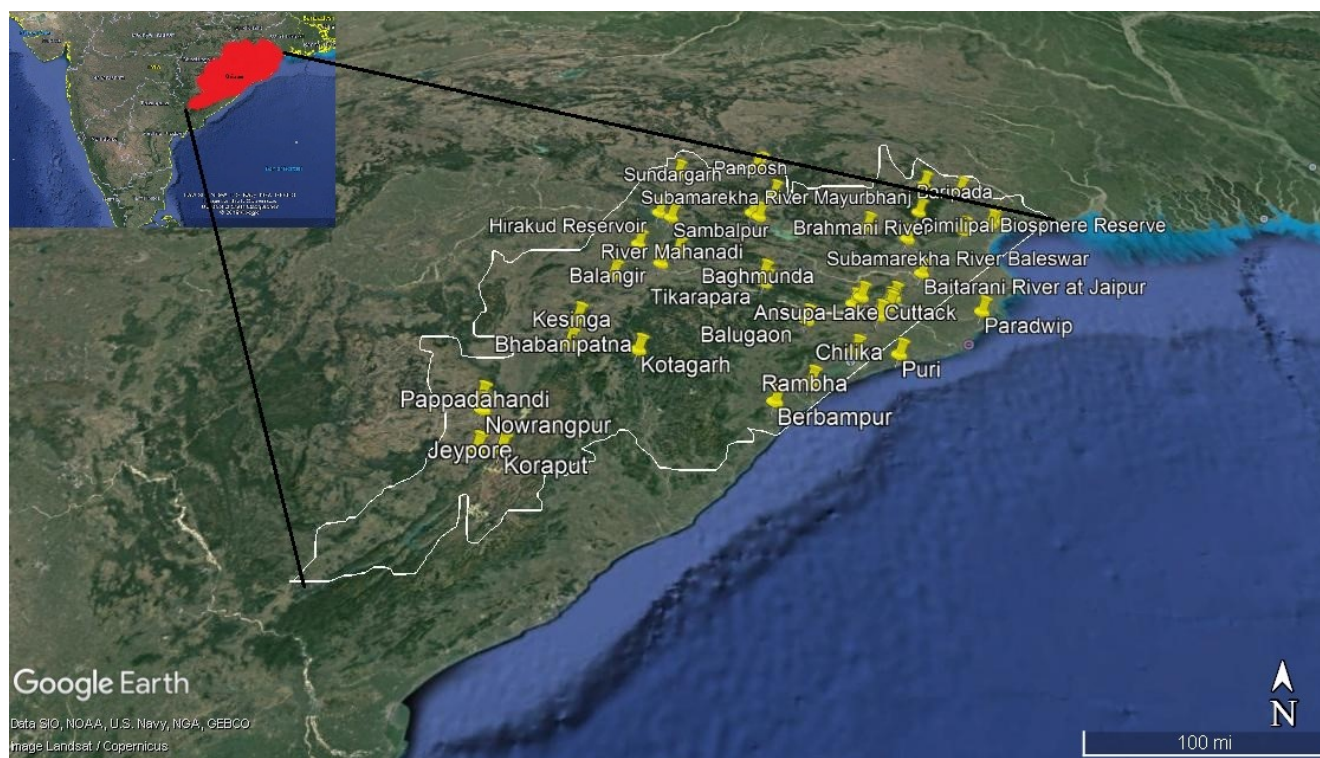 Sundargarh
Panposh
Subamarekha River Mayurbhanj
Baripada
Hirakud Reservoir
Sambalpur
Brahmani River
Similipal Biosphere Reserve
River Mahanadi
Subamarekha River Baleswar
Balangir
Baghmunda
Baitarani River at Jaipur
Tikarapara
Kesinga
Ansupa Lake
Cuttack
Paradwip
Bhabanipatna
Balugaon
Kotagarh
Chilika
Puri
Rambha
Berbampur
Pappadahandi
Nowrangpur
Jeypore
Koraput
Google Earth
Data SIO, NOAA, U.S. Navy, NGA, GEBCO
Image Landsat / Copernicus
N
100 mi